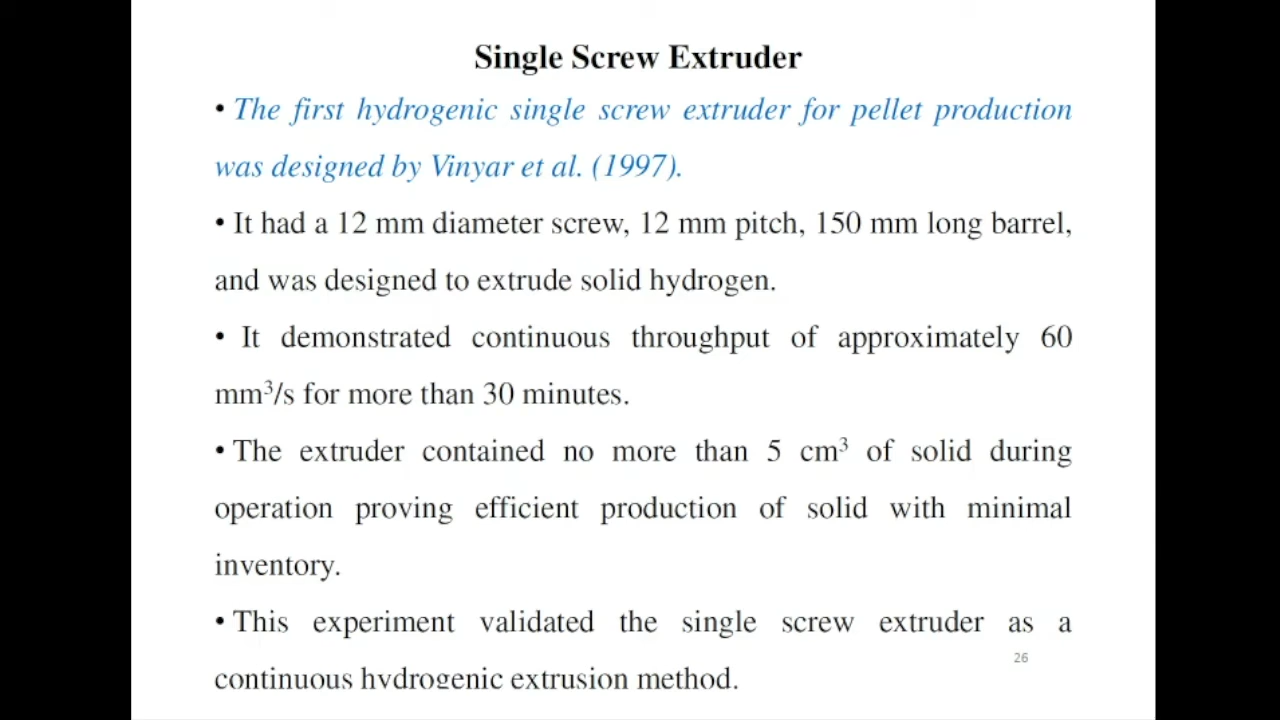 Single Screw Extruder
• The first hydrogenic single screw extruder for pellet production
was designed by Vinyar et al. (1997).
• It had a 12 mm diameter screw, 12 mm pitch, 150 mm long barrel,
and was designed to extrude solid hydrogen.
• It demonstrated continuous throughput of approximately 60
mm³/s for more than 30 minutes.
• The extruder contained no more than 5 cm³ of solid during
operation proving efficient production of solid with minimal
inventory.
• This experiment validated the single screw extruder as a
26
continuous hydrogenic extrusion method.